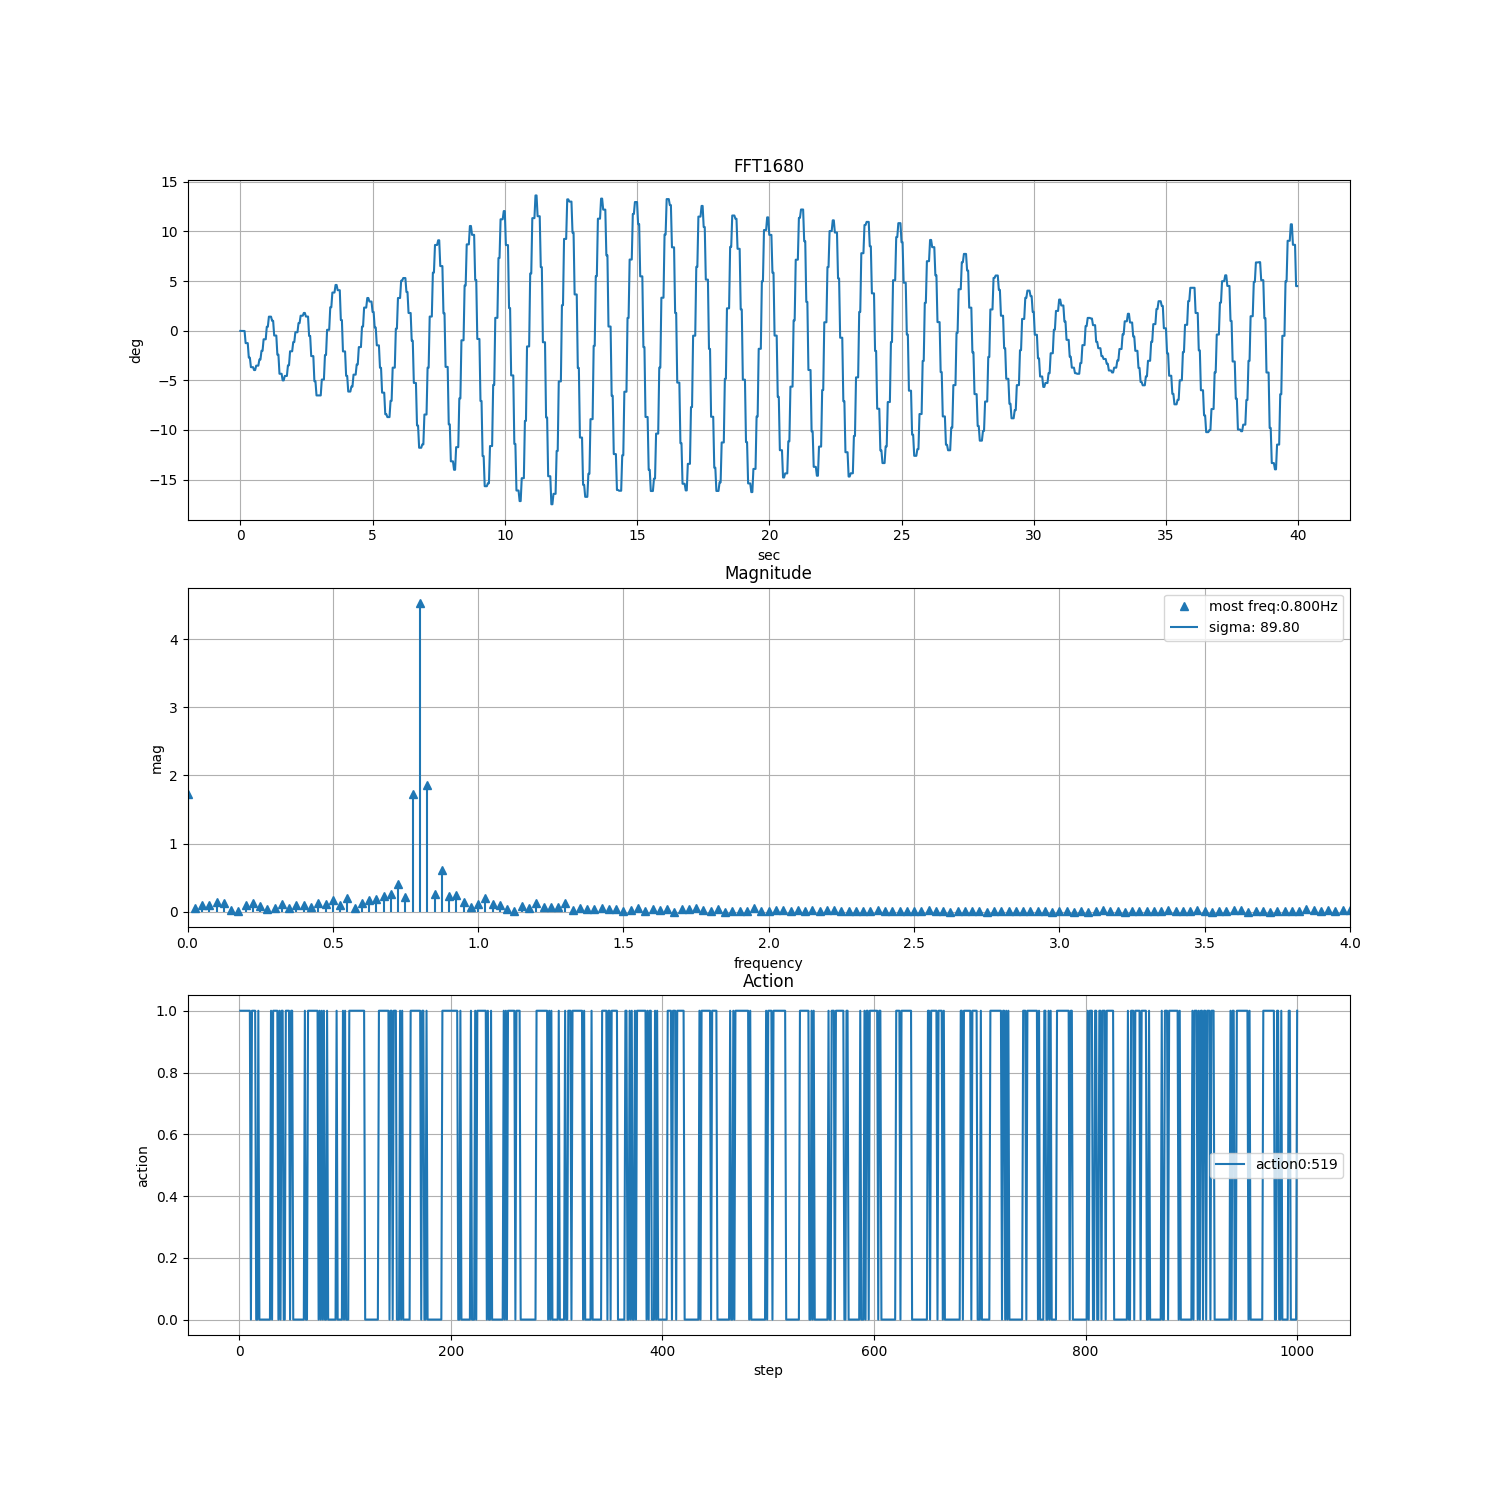 FFT1680
15
10
5
0
−5
−10
−15
deg
0 5 10 15 20 25 30 35 40
sec
Magnitude
most freq:0.800Hz
sigma: 89.80
4
3
2
1
0
mag
0.0 0.5 1.0 1.5 2.0 2.5 3.0 3.5 4.0
frequency
Action
1.0
0.8
0.6
0.4
0.2
0.0
action
action0:519
0 200 400 600 800 1000
step